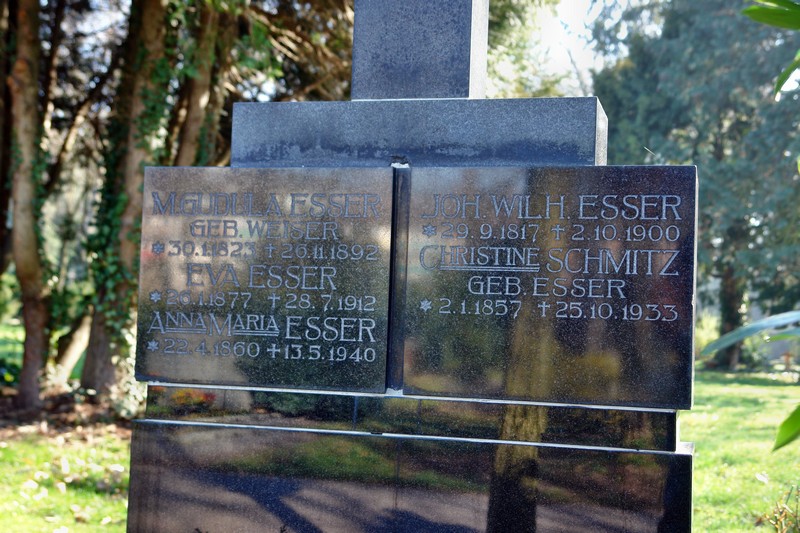 M. GUDULA ESSER
GEB. WEISER
* 30.1.1823 + 26.11.1892
EVA ESSER
* 26.1.1877 + 28.7.1912
ANNA MARIA ESSER
* 22.4.1860 + 13.5.1940
JOH. WILH. ESSER
* 29.9.1817 + 2.10.1900
CHRISTINE SCHMITZ
GEB. ESSER
* 2.1.1857 + 25.10.1933